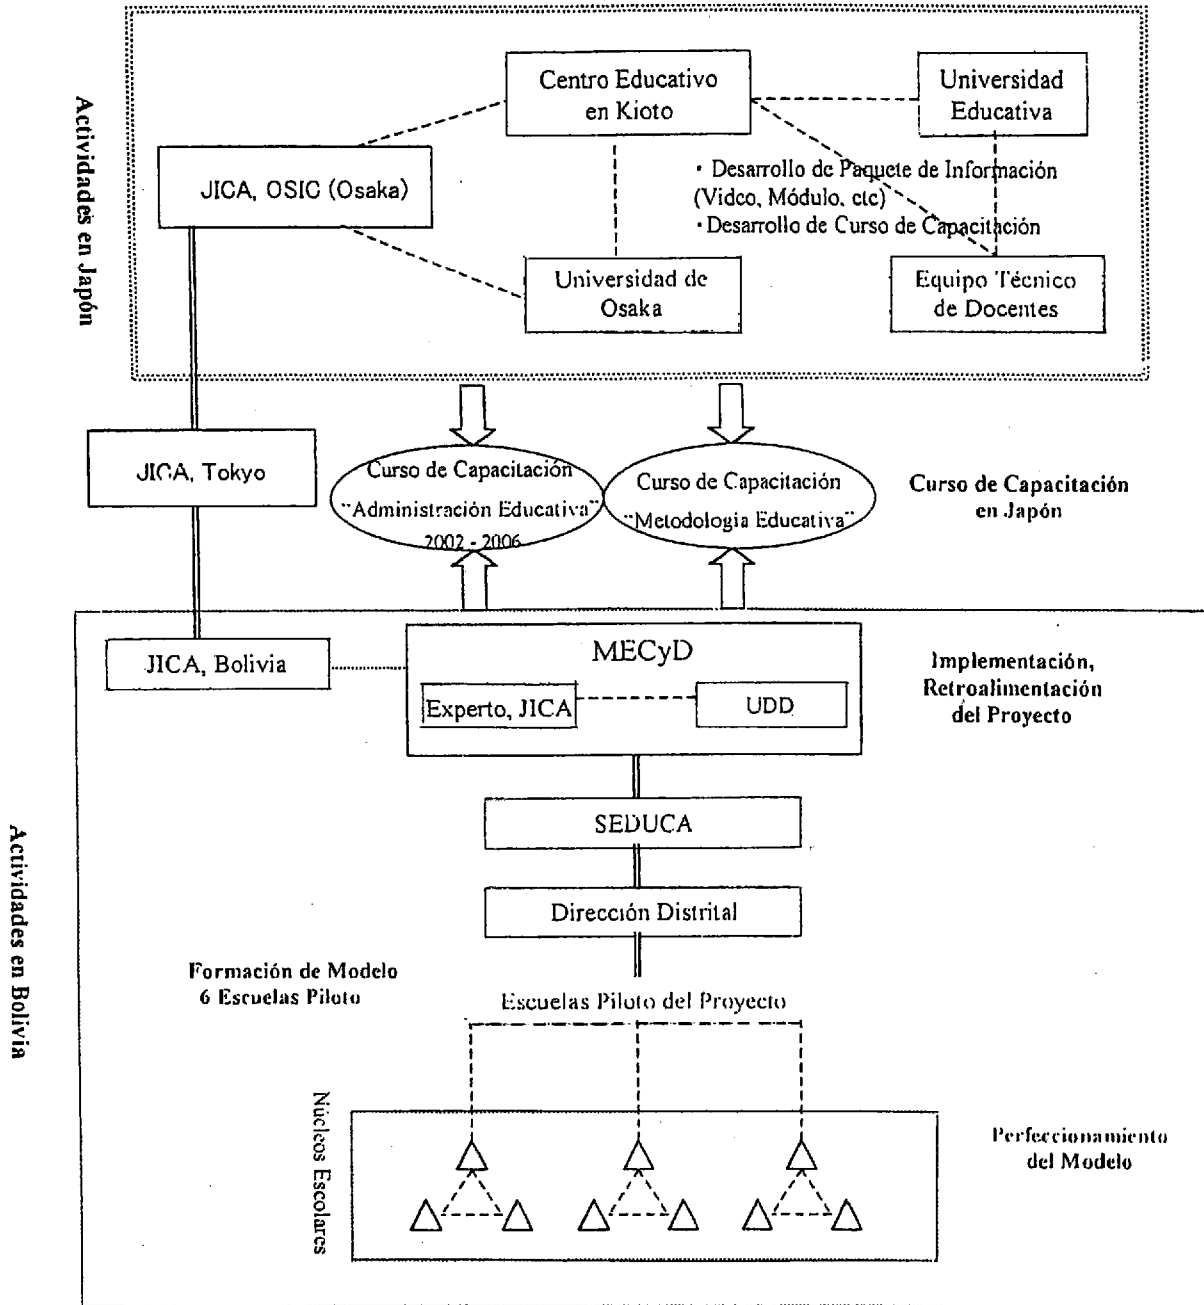 Actividades en Japón
Centro Educativo
en Kioto
Universidad
Educativa
JICA, OSIC (Osaka)
· Desarrollo de Paquete de Información
(Video, Módulo, etc)
· Desarrollo de Curso de Capacitación
Universidad de
Osaka
Equipo Técnico
de Docentes
JICA, Tokyo
Curso de Capacitación
"Administración Educativa"
2002 - 2006
Curso de Capacitación
"Metodología Educativa"
Curso de Capacitación
en Japón
JICA, Bolivia
MECyD
Experto, JICA
UDD
Implementación,
Retroalimentación
del Proyecto
SEDUCA
Dirección Distrital
Actividades en Bolivia
Formación de Modelo
6 Escuelas Piloto
Escuelas Piloto del Proyecto
Núcleos Escolares
Perfeccionamiento
del Modelo